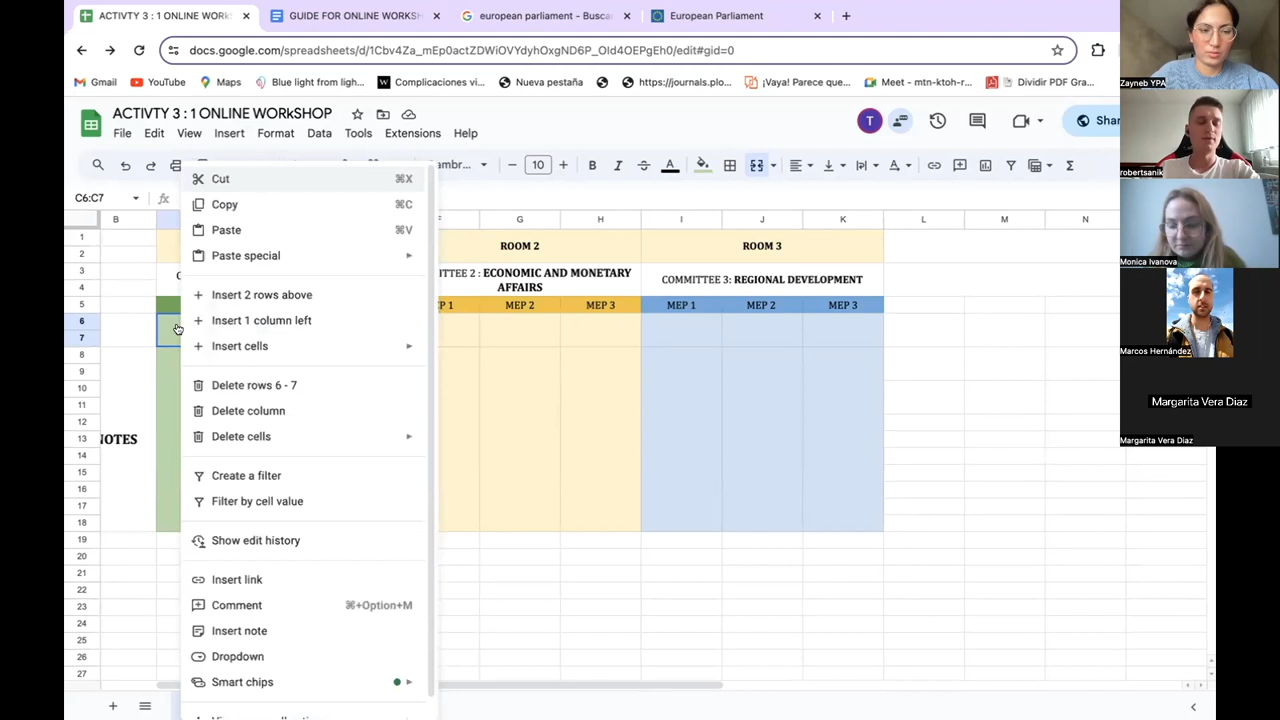 ACTIVTY 3 : 1 ONLINE WORKSH
GUIDE FOR ONLINE WORKSH
european parliament - Buscar
European Parliament
docs.google.com/spreadsheets/d/1Cbv4Za_mEp0actZDWiOVYdyhOxgND6P_Old4OEPgEh0/edit#gid=0
Gmail
YouTube
Maps
Blue light from ligh...
Complicaciones vi...
Nueva pestaña
https://journals.plo...
¡Vaya! Parece que...
Meet - mtn-ktoh-r...
Dividir PDF Gra...
ACTIVTY 3 : 1 ONLINE WORkSHOP
T
Shar
File Edit View Insert Format Data Tools Extensions Help
ambr...
10
C6:C7
B F G H I J K L M N
1
2
3
4
5
6
7
8
9
10
11
12
13
14
15
16
17
18
19
20
21
22
23
24
25
26
27
NOTES
ROOM 2
ROOM 3
ECONOMIC AND MONETARY
AFFAIRS
COMMITTEE 3: REGIONAL DEVELOPMENT
MEP 2 MEP 3 MEP 1 MEP 2 MEP 3
Cut ⌘X
Copy ⌘C
Paste ⌘V
Paste special
Insert 2 rows above
Insert 1 column left
Insert cells
Delete rows 6 - 7
Delete column
Delete cells
Create a filter
Filter by cell value
Show edit history
Insert link
Comment ⌘+Option+M
Insert note
Dropdown
Smart chips
Zayneb YPA
robertsanik
Monica Ivanova
Marcos Hernández
Margarita Vera Diaz
Margarita Vera Diaz